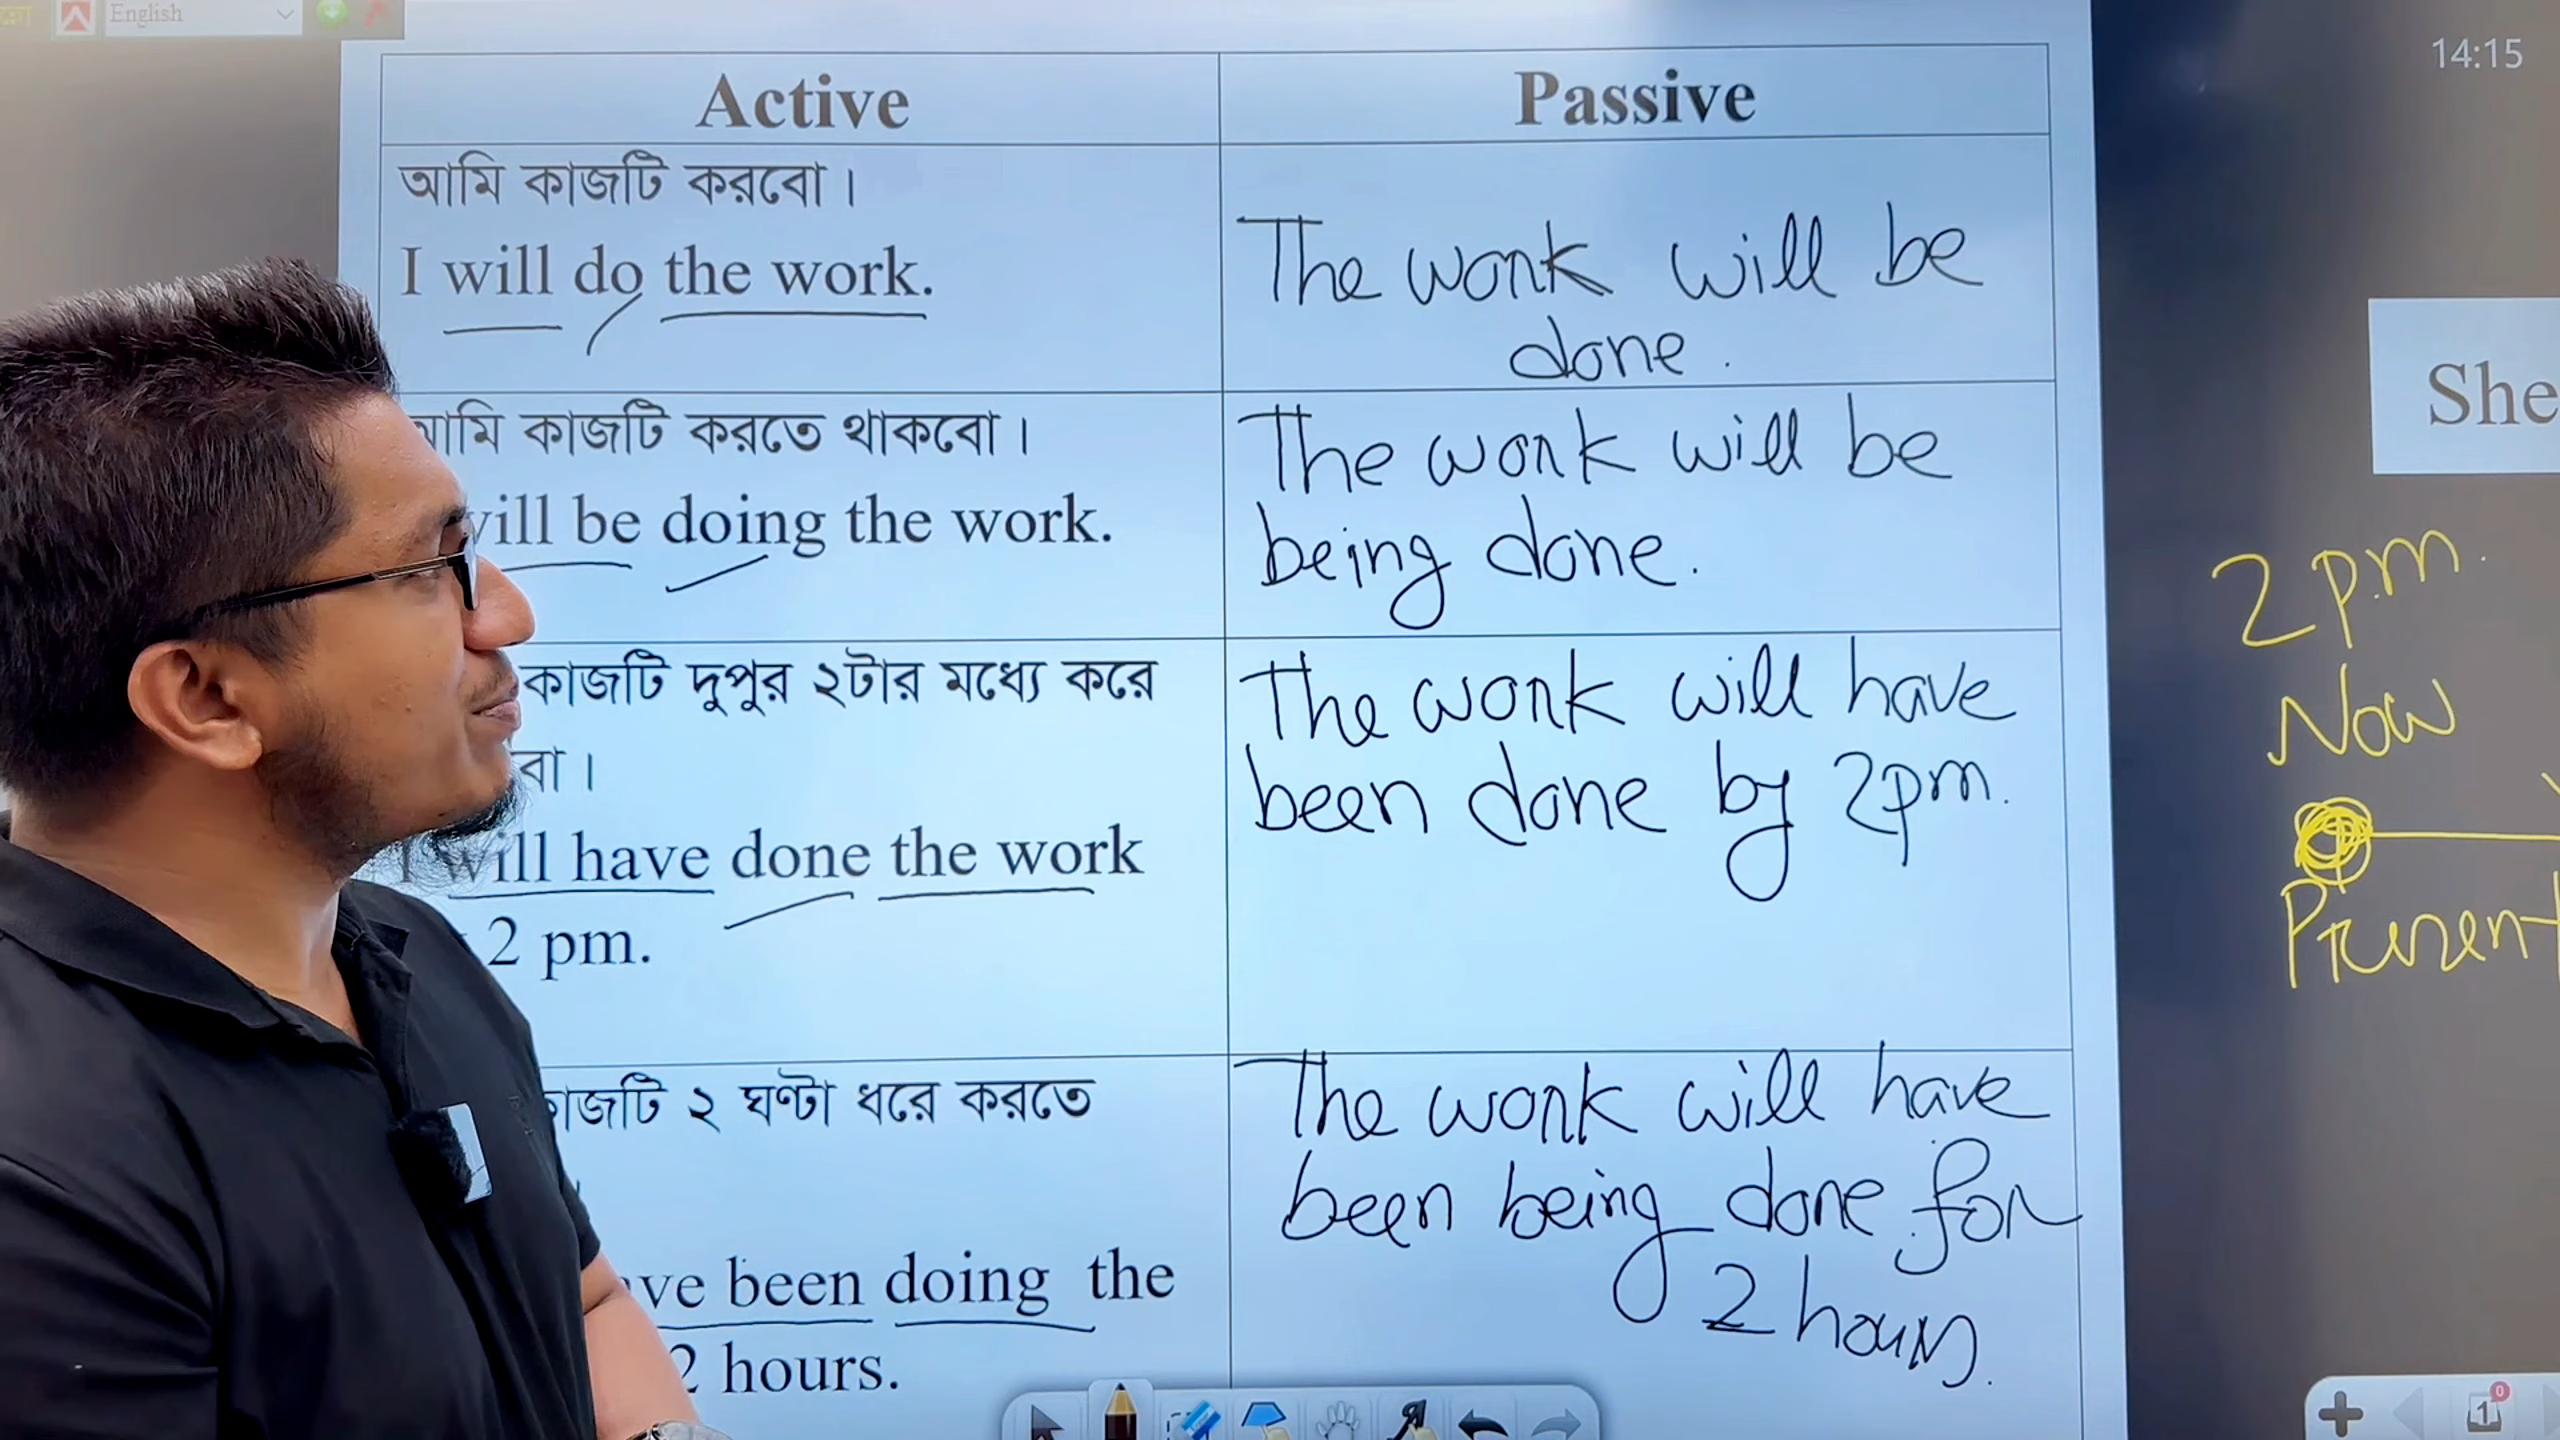 English
14:15
Active
Passive
আমি কাজটি করবো।
I will do the work.
The work will be
done.
আমি কাজটি করতে থাকবো।
will be doing the work.
The work will be
being done.
কাজটি দুপুর ২টার মধ্যে করে
বো।
I will have done the work
2 pm.
The work will have
been done by 2pm.
কাজটি ২ ঘণ্টা ধরে করতে
have been doing the
2 hours.
The work will have
been being done for
2 hours.
She
2 p.m.
Now
Present
1
0